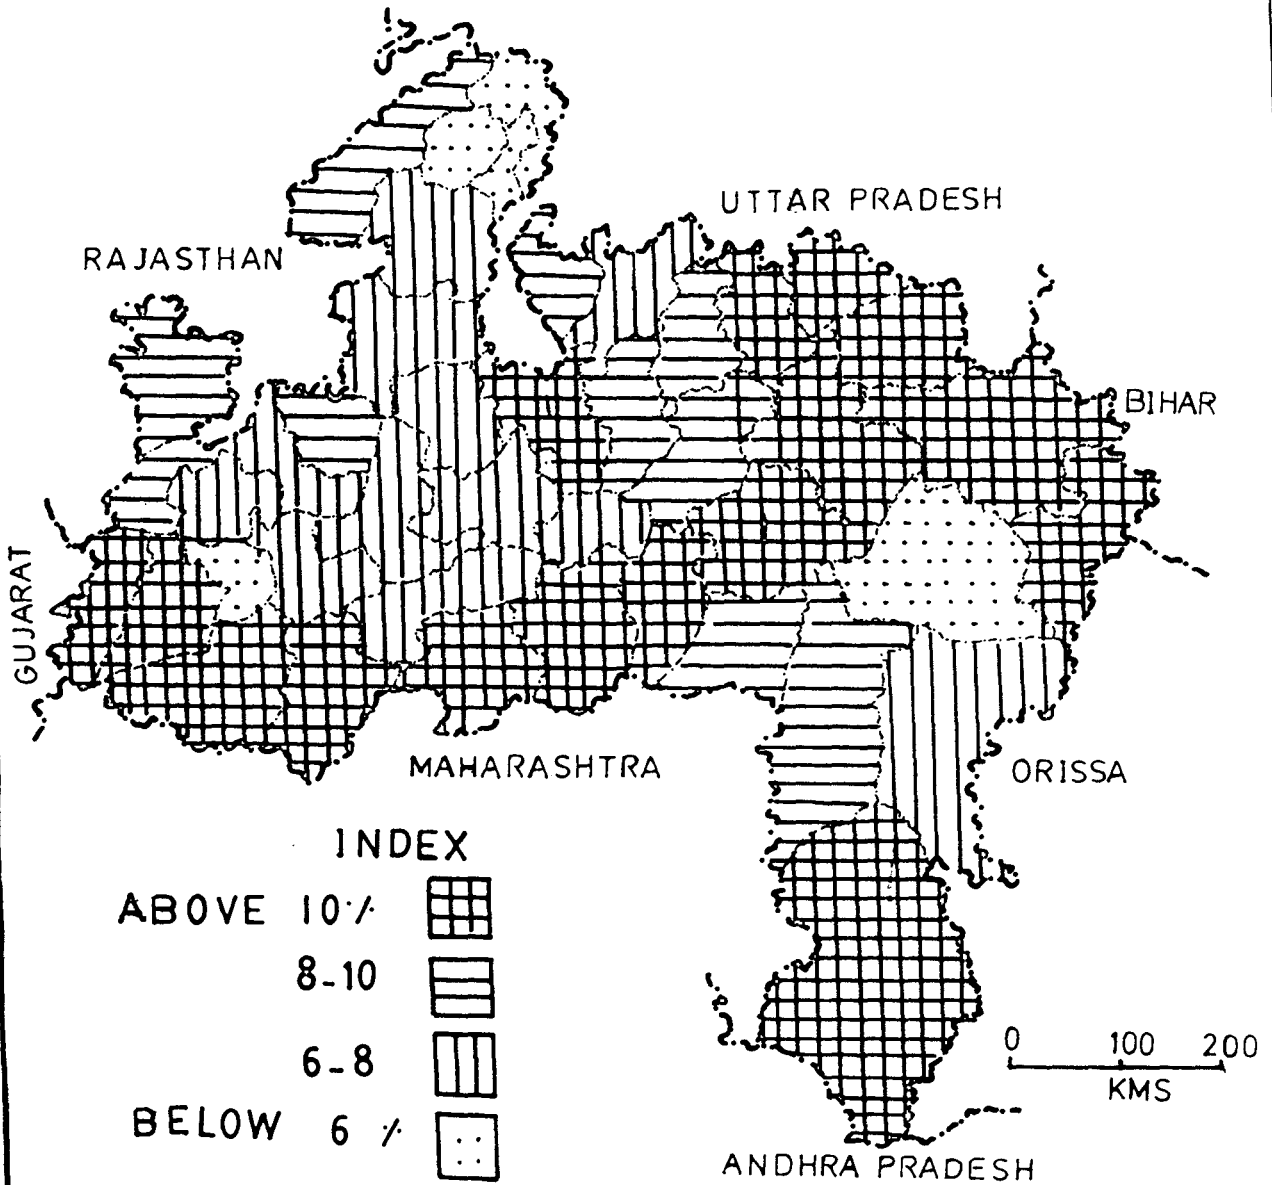 UTTAR PRADESH
RAJASTHAN
BIHAR
GUJARAT
MAHARASHTRA
ORISSA
INDEX
ABOVE 10%
8-10
6-8
BELOW 6%
0 100 200
KMS
ANDHRA PRADESH